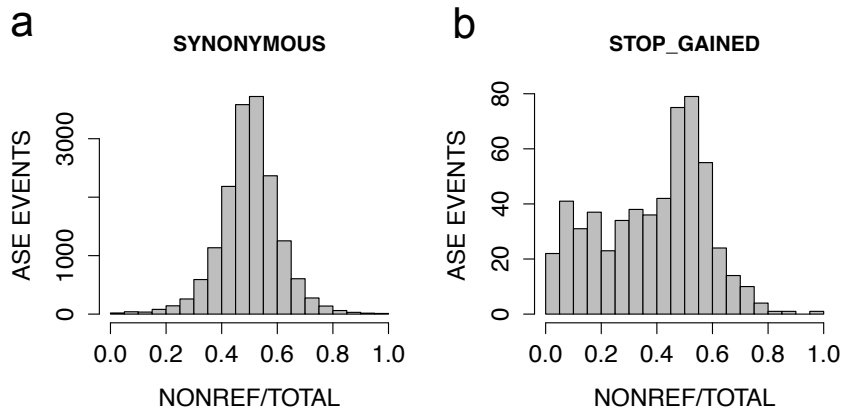 a
SYNONYMOUS
ASE EVENTS
0 1000 3000
0.0 0.2 0.4 0.6 0.8 1.0
NONREF/TOTAL
b
STOP_GAINED
ASE EVENTS
0 20 40 60 80
0.0 0.2 0.4 0.6 0.8 1.0
NONREF/TOTAL